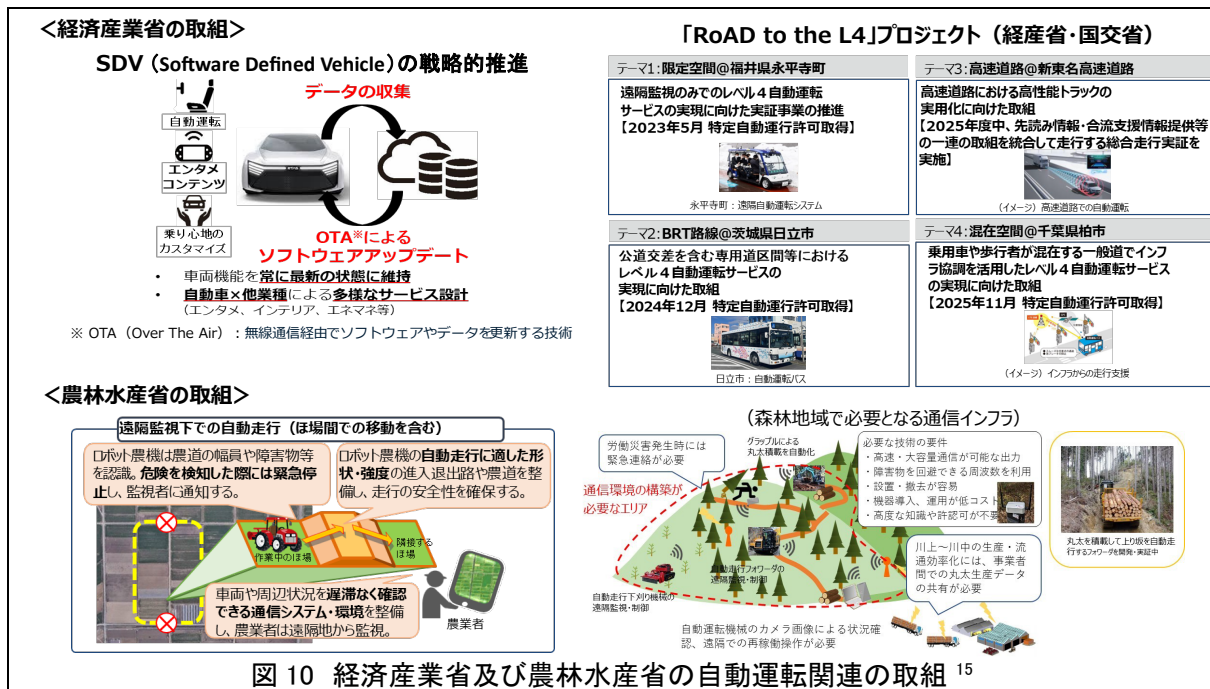 ＜経済産業省の取組＞
SDV（Software Defined Vehicle）の戦略的推進
データの収集
自動運転
エンタメ
コンテンツ
乗り心地の
カスタマイズ
OTA※による
ソフトウェアアップデート
• 車両機能を常に最新の状態に維持
• 自動車×他業種による多様なサービス設計
（エンタメ、インテリア、エネマネ等）
※ OTA（Over The Air）：無線通信経由でソフトウェアやデータを更新する技術
「RoAD to the L4」プロジェクト（経産省・国交省）
テーマ1：限定空間@福井県永平寺町
遠隔監視のみでのレベル４自動運転
サービスの実現に向けた実証事業の推進
【2023年5月 特定自動運行許可取得】
永平寺町：遠隔自動運転システム
テーマ3：高速道路@新東名高速道路
高速道路における高性能トラックの
実用化に向けた取組
【2025年度中、先読み情報・合流支援情報提供等
の一連の取組を統合して走行する総合走行実証を
実施】
（イメージ）高速道路での自動運転
テーマ2：BRT路線@茨城県日立市
公道交差を含む専用道区間等における
レベル４自動運転サービスの
実現に向けた取組
【2024年12月 特定自動運行許可取得】
日立市：自動運転バス
テーマ4：混在空間@千葉県柏市
乗用車や歩行者が混在する一般道でインフ
ラ協調を活用したレベル４自動運転サービス
の実現に向けた取組
【2025年11月 特定自動運行許可取得】
（イメージ）インフラからの走行支援
＜農林水産省の取組＞
遠隔監視下での自動走行（ほ場間での移動を含む）
ロボット農機は農道の幅員や障害物等
を認識。危険を検知した際には緊急停
止し、監視者に通知する。
ロボット農機の自動走行に適した形
状・強度の進入退出路や農道を整
備し、走行の安全性を確保する。
作業中のほ場
隣接する
ほ場
車両や周辺状況を遅滞なく確認
できる通信システム・環境を整備
し、農業者は遠隔地から監視。
農業者
（森林地域で必要となる通信インフラ）
労働災害発生時には
緊急連絡が必要
グラップルによる
丸太積載を自動化
通信環境の構築が
必要なエリア
必要な技術の要件
・高速・大容量通信が可能な出力
・障害物を回避できる周波数を利用
・設置・撤去が容易
・機器導入、運用が低コスト
・高度な知識や許認可が不要
自動走行フォワーダの
遠隔監視・制御
自動走行下刈り機械の
遠隔監視・制御
川上～川中の生産・流
通効率化には、事業者
間での丸太生産データ
の共有が必要
自動運転機械のカメラ画像による状況確
認、遠隔での再稼働操作が必要
丸太を積載して上り坂を自動走
行するフォワーダを開発・実証中
図 10 経済産業省及び農林水産省の自動運転関連の取組 15